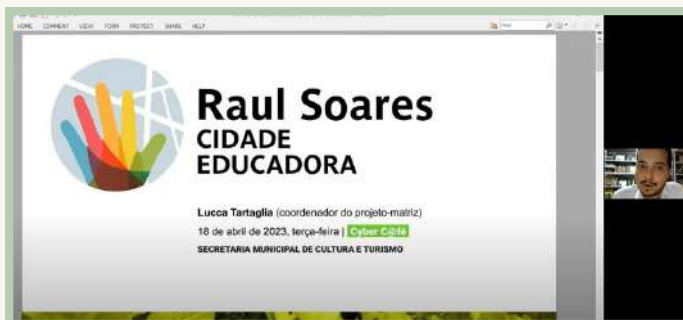 HOME COMMENT VIEW FORM PROTECT SHARE HELP
Find
Raul Soares
CIDADE
EDUCADORA
Lucca Tartaglia (coordenador do projeto-matriz)
18 de abril de 2023, terça-feira | Cyber C@fé
SECRETARIA MUNICIPAL DE CULTURA E TURISMO